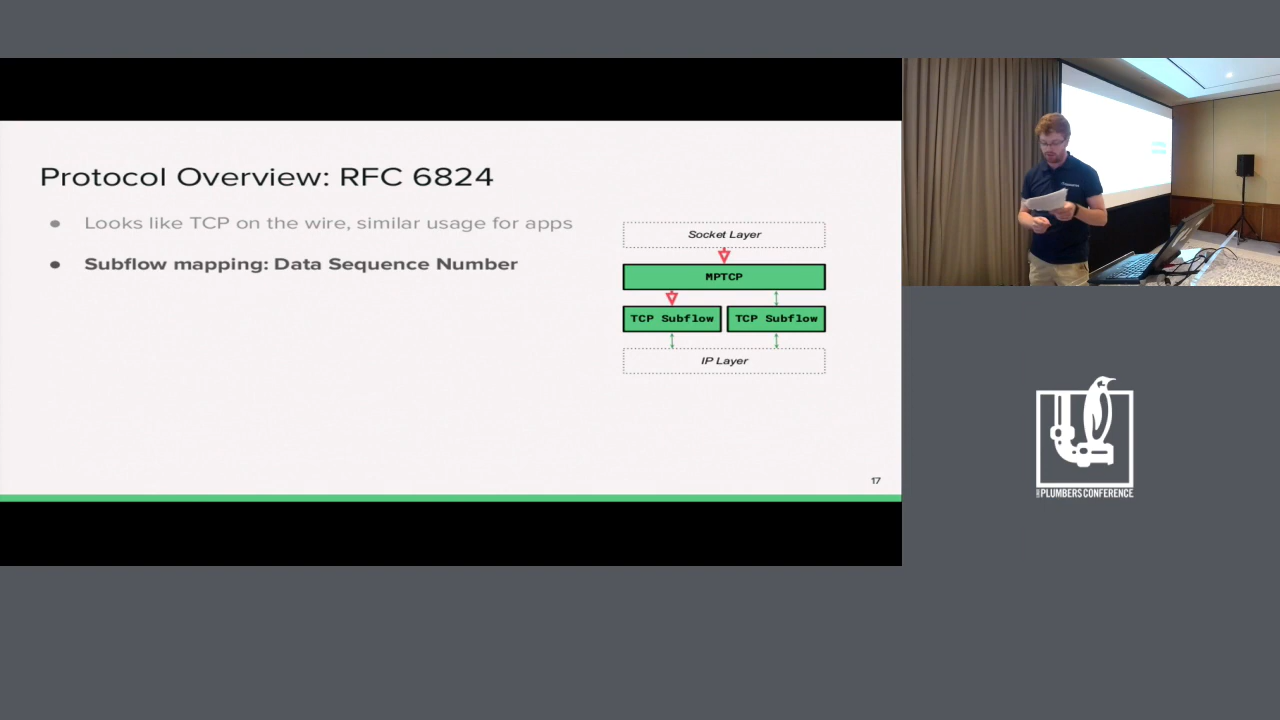 Protocol Overview: RFC 6824
● Looks like TCP on the wire, similar usage for apps
● Subflow mapping: Data Sequence Number
Socket Layer
MPTCP
TCP Subflow TCP Subflow
IP Layer
17
PLUMBERS CONFERENCE